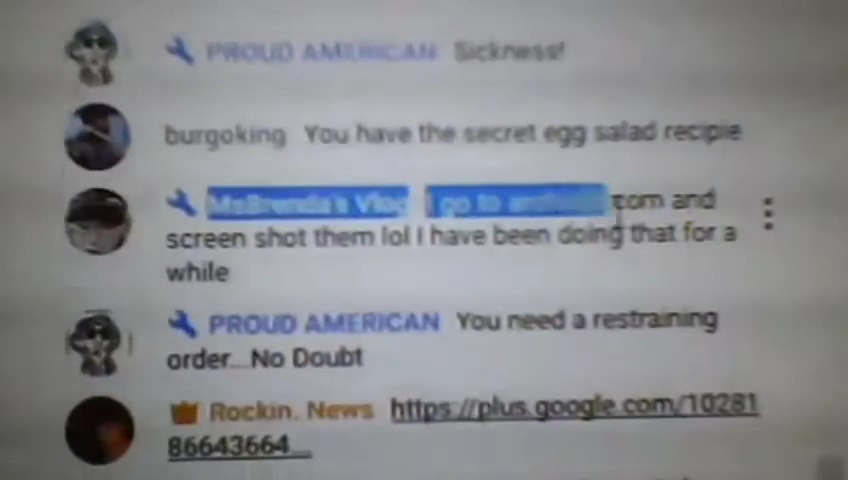 PROUD AMERICAN Sickness!
burgoking You have the secret egg salad recipie
MsBrenda's Vlog I go to .com and
screen shot them lol I have been doing that for a
while
PROUD AMERICAN You need a restraining
order...No Doubt
Rockin. News https://plus.google.com/10281
86643664...